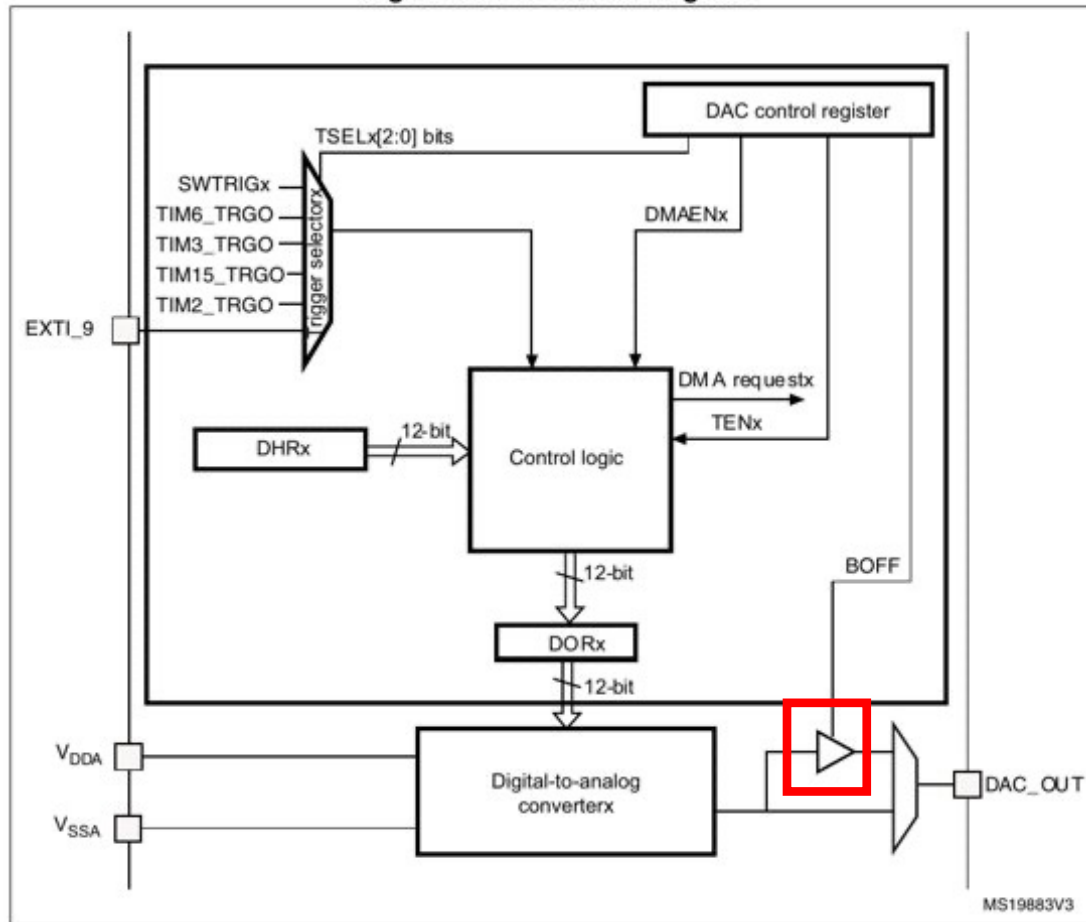 DAC control register
TSELx[2:0] bits
SWTRIGx
TIM6_TRGO
TIM3_TRGO
TIM15_TRGO
TIM2_TRGO
rigger selectorx
DMAENx
EXTI_9
DMA requestx
TENx
DHRx
12-bit
Control logic
BOFF
12-bit
DORx
12-bit
VDDA
Digital-to-analog
converterx
DAC_OUT
VSSA
MS19883V3